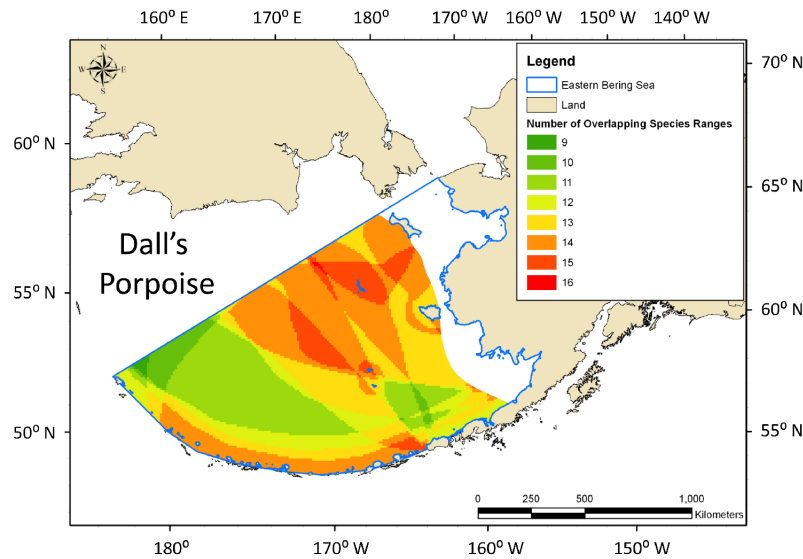 160° E 170° E 180° 170° W 160° W 150° W 140° W
N
W E
S
70° N
60° N
65° N
55° N
60° N
50° N
55° N
Legend
Eastern Bering Sea
Land
Number of Overlapping Species Ranges
9
10
11
12
13
14
15
16
Dall's
Porpoise
0 250 500 1,000
Kilometers
180° 170° W 160° W 150° W